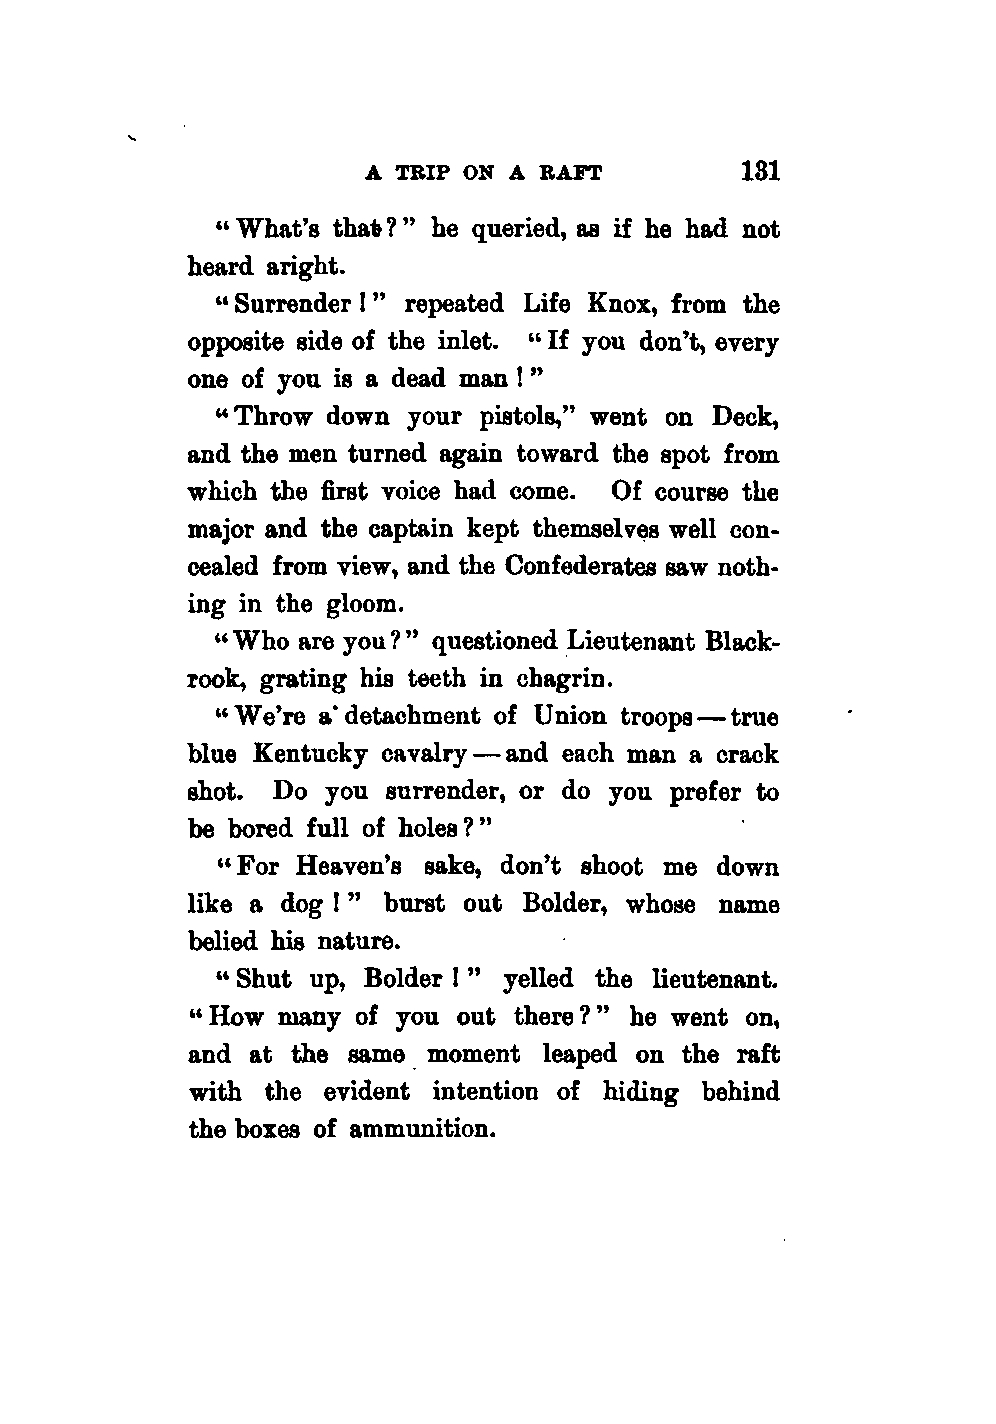 A TRIP ON A RAFT 131
"What's that?" he queried, as if he had not
heard aright.
"Surrender!" repeated Life Knox, from the
opposite side of the inlet. "If you don't, every
one of you is a dead man!"
"Throw down your pistols," went on Deck,
and the men turned again toward the spot from
which the first voice had come. Of course the
major and the captain kept themselves well con-
cealed from view, and the Confederates saw noth-
ing in the gloom.
"Who are you?" questioned Lieutenant Black-
rook, grating his teeth in chagrin.
"We're a detachment of Union troops—true
blue Kentucky cavalry—and each man a crack
shot. Do you surrender, or do you prefer to
be bored full of holes?"
"For Heaven's sake, don't shoot me down
like a dog!" burst out Bolder, whose name
belied his nature.
"Shut up, Bolder!" yelled the lieutenant.
"How many of you out there?" he went on,
and at the same moment leaped on the raft
with the evident intention of hiding behind
the boxes of ammunition.